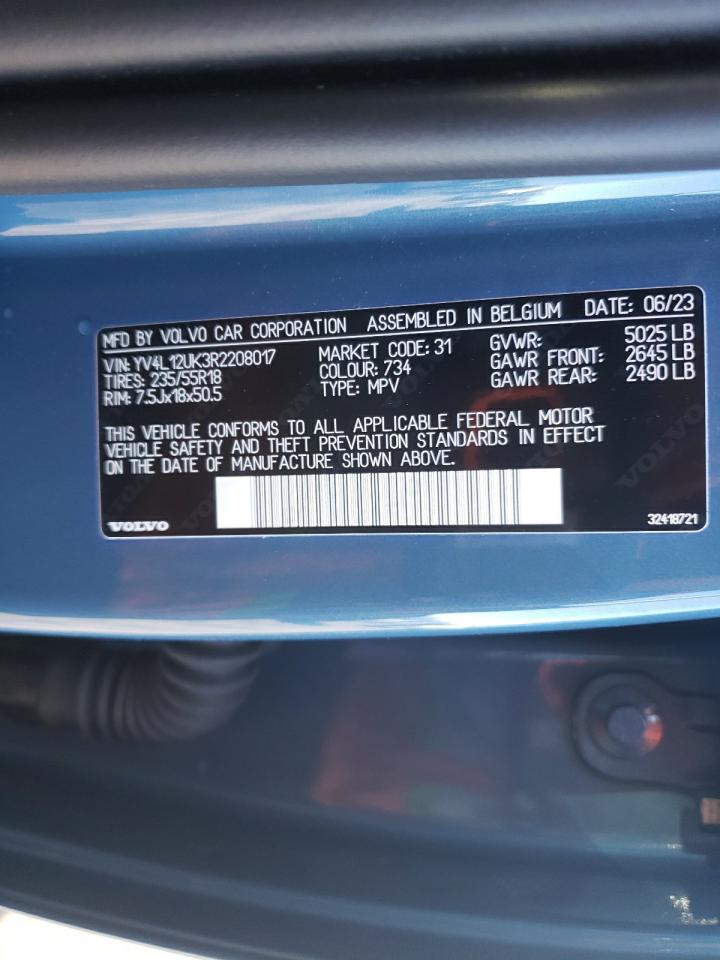 MFD BY VOLVO CAR CORPORATION ASSEMBLED IN BELGIUM DATE: 06/23
VIN: YV4L12UK3R2208017 MARKET CODE: 31 GVWR: 5025 LB
TIRES: 235/55R18 COLOUR: 734 GAWR FRONT: 2645 LB
RIM: 7.5Jx18x50.5 TYPE: MPV GAWR REAR: 2490 LB
THIS VEHICLE CONFORMS TO ALL APPLICABLE FEDERAL MOTOR
VEHICLE SAFETY AND THEFT PREVENTION STANDARDS IN EFFECT
ON THE DATE OF MANUFACTURE SHOWN ABOVE.
VOLVO 32418721